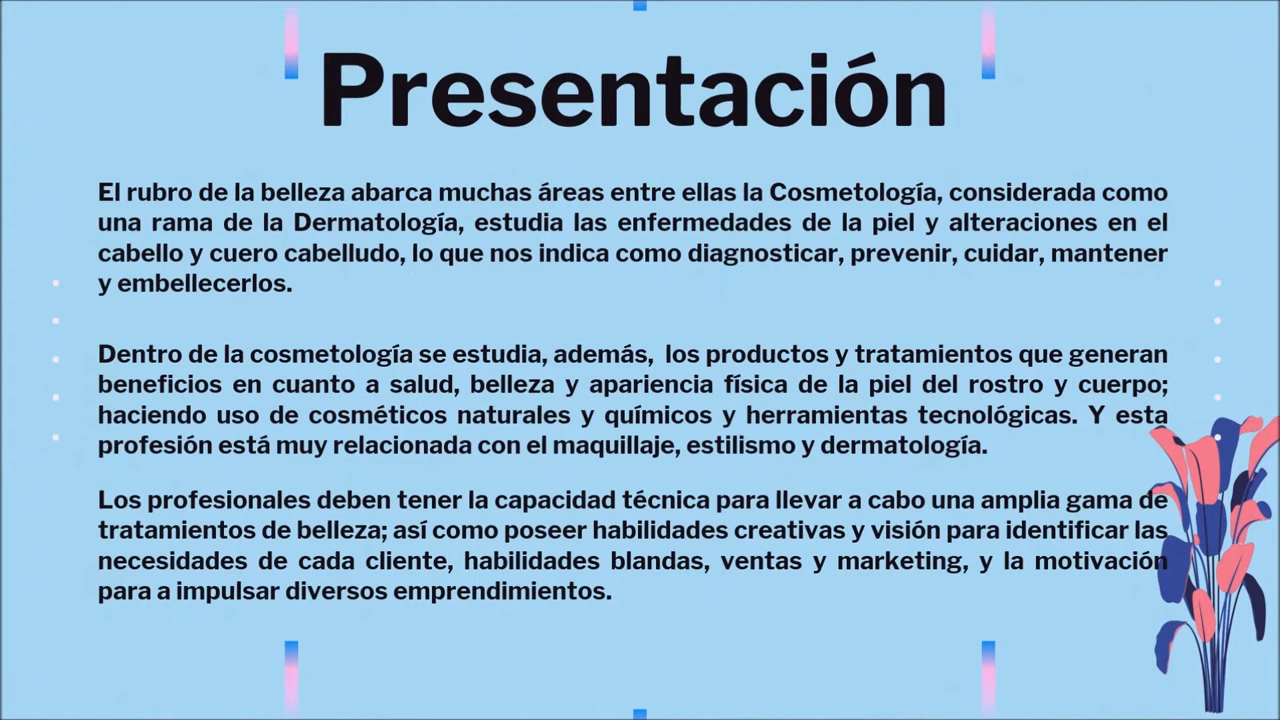 Presentación
El rubro de la belleza abarca muchas áreas entre ellas la Cosmetología, considerada como
una rama de la Dermatología, estudia las enfermedades de la piel y alteraciones en el
cabello y cuero cabelludo, lo que nos indica como diagnosticar, prevenir, cuidar, mantener
y embellecerlos.
Dentro de la cosmetología se estudia, además,  los productos y tratamientos que generan
beneficios en cuanto a salud, belleza y apariencia física de la piel del rostro y cuerpo;
haciendo uso de cosméticos naturales y químicos y herramientas tecnológicas. Y esta
profesión está muy relacionada con el maquillaje, estilismo y dermatología.
Los profesionales deben tener la capacidad técnica para llevar a cabo una amplia gama de
tratamientos de belleza; así como poseer habilidades creativas y visión para identificar las
necesidades de cada cliente, habilidades blandas, ventas y marketing, y la motivación
para a impulsar diversos emprendimientos.